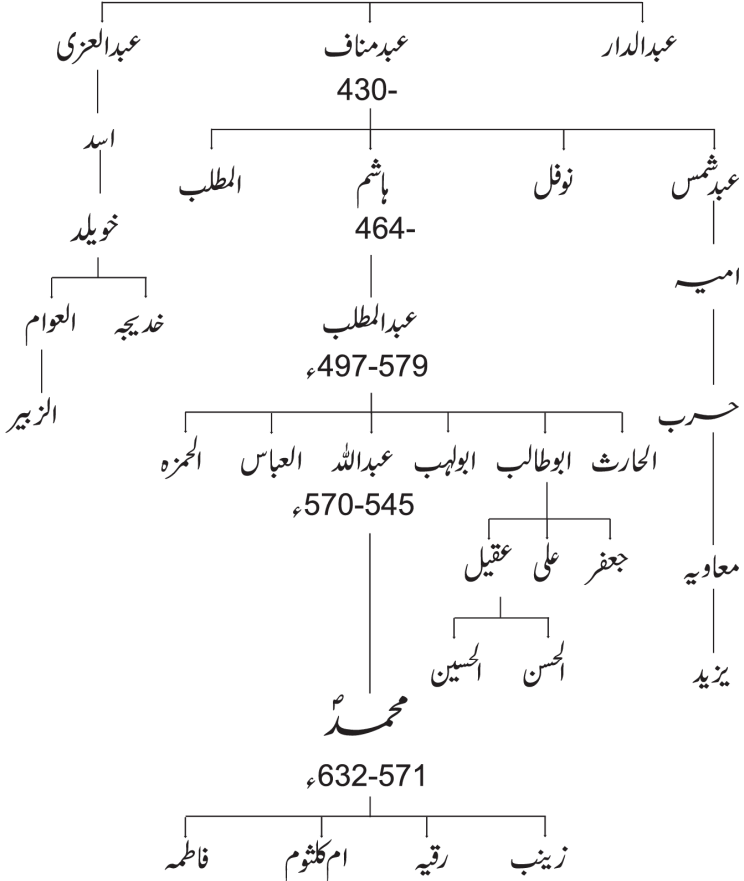 عبدالدار عبدمناف عبدالعزی
430-
اسد
عبدشمس نوفل ہاشم المطلب
464-
خویلد
امیہ
خدیجہ العوام
عبدالمطلب
497-579ء
حرب
الزبیر
الحارث ابوطالب ابولہب عبداللہ العباس الحمزہ
570-545ء
جعفر علی عقیل
معاویہ
الحسن الحسین
یزید
محمدؐ
632-571ء
زینب رقیہ ام کلثوم فاطمہ